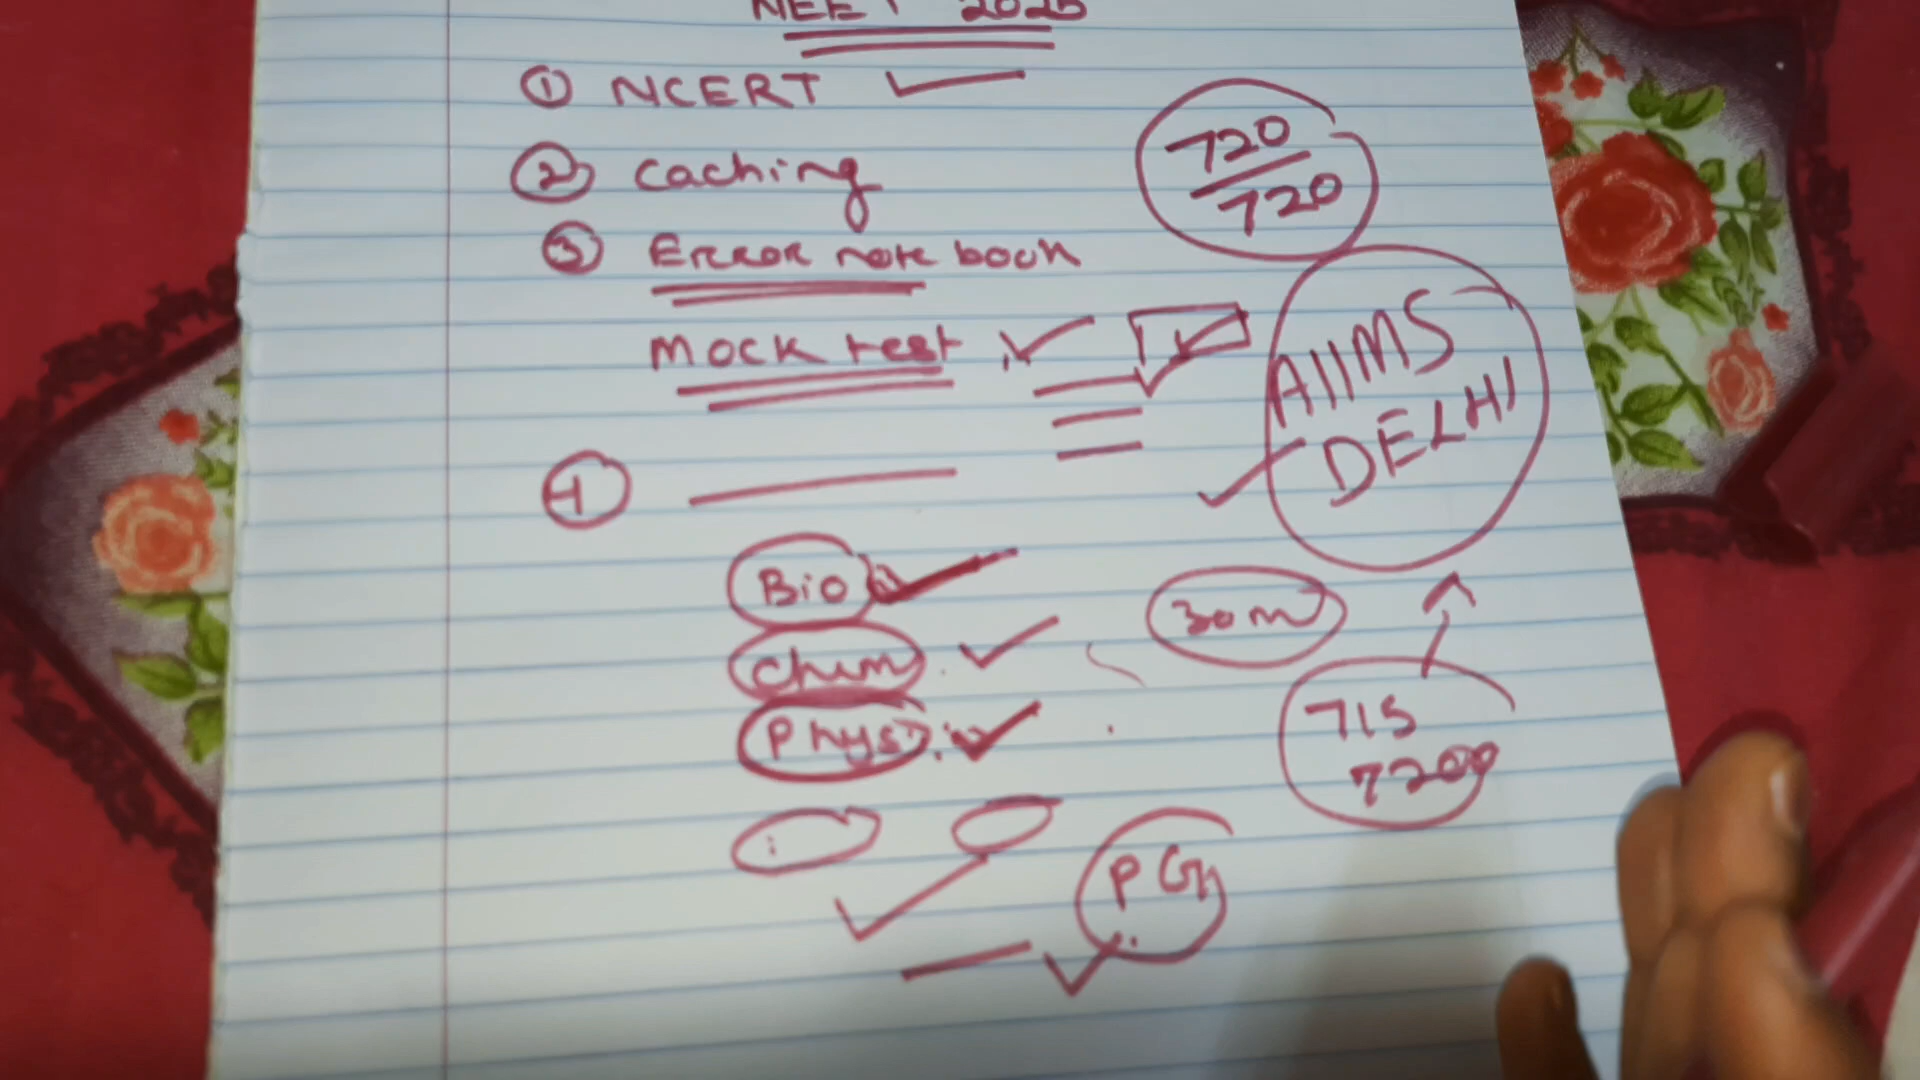 NEET 2025
① NCERT
② caching
③ Error note book
Mock test
720
720
AIIMS
DELHI
④
Bio
chem
Phys
30 m
715
720
PG